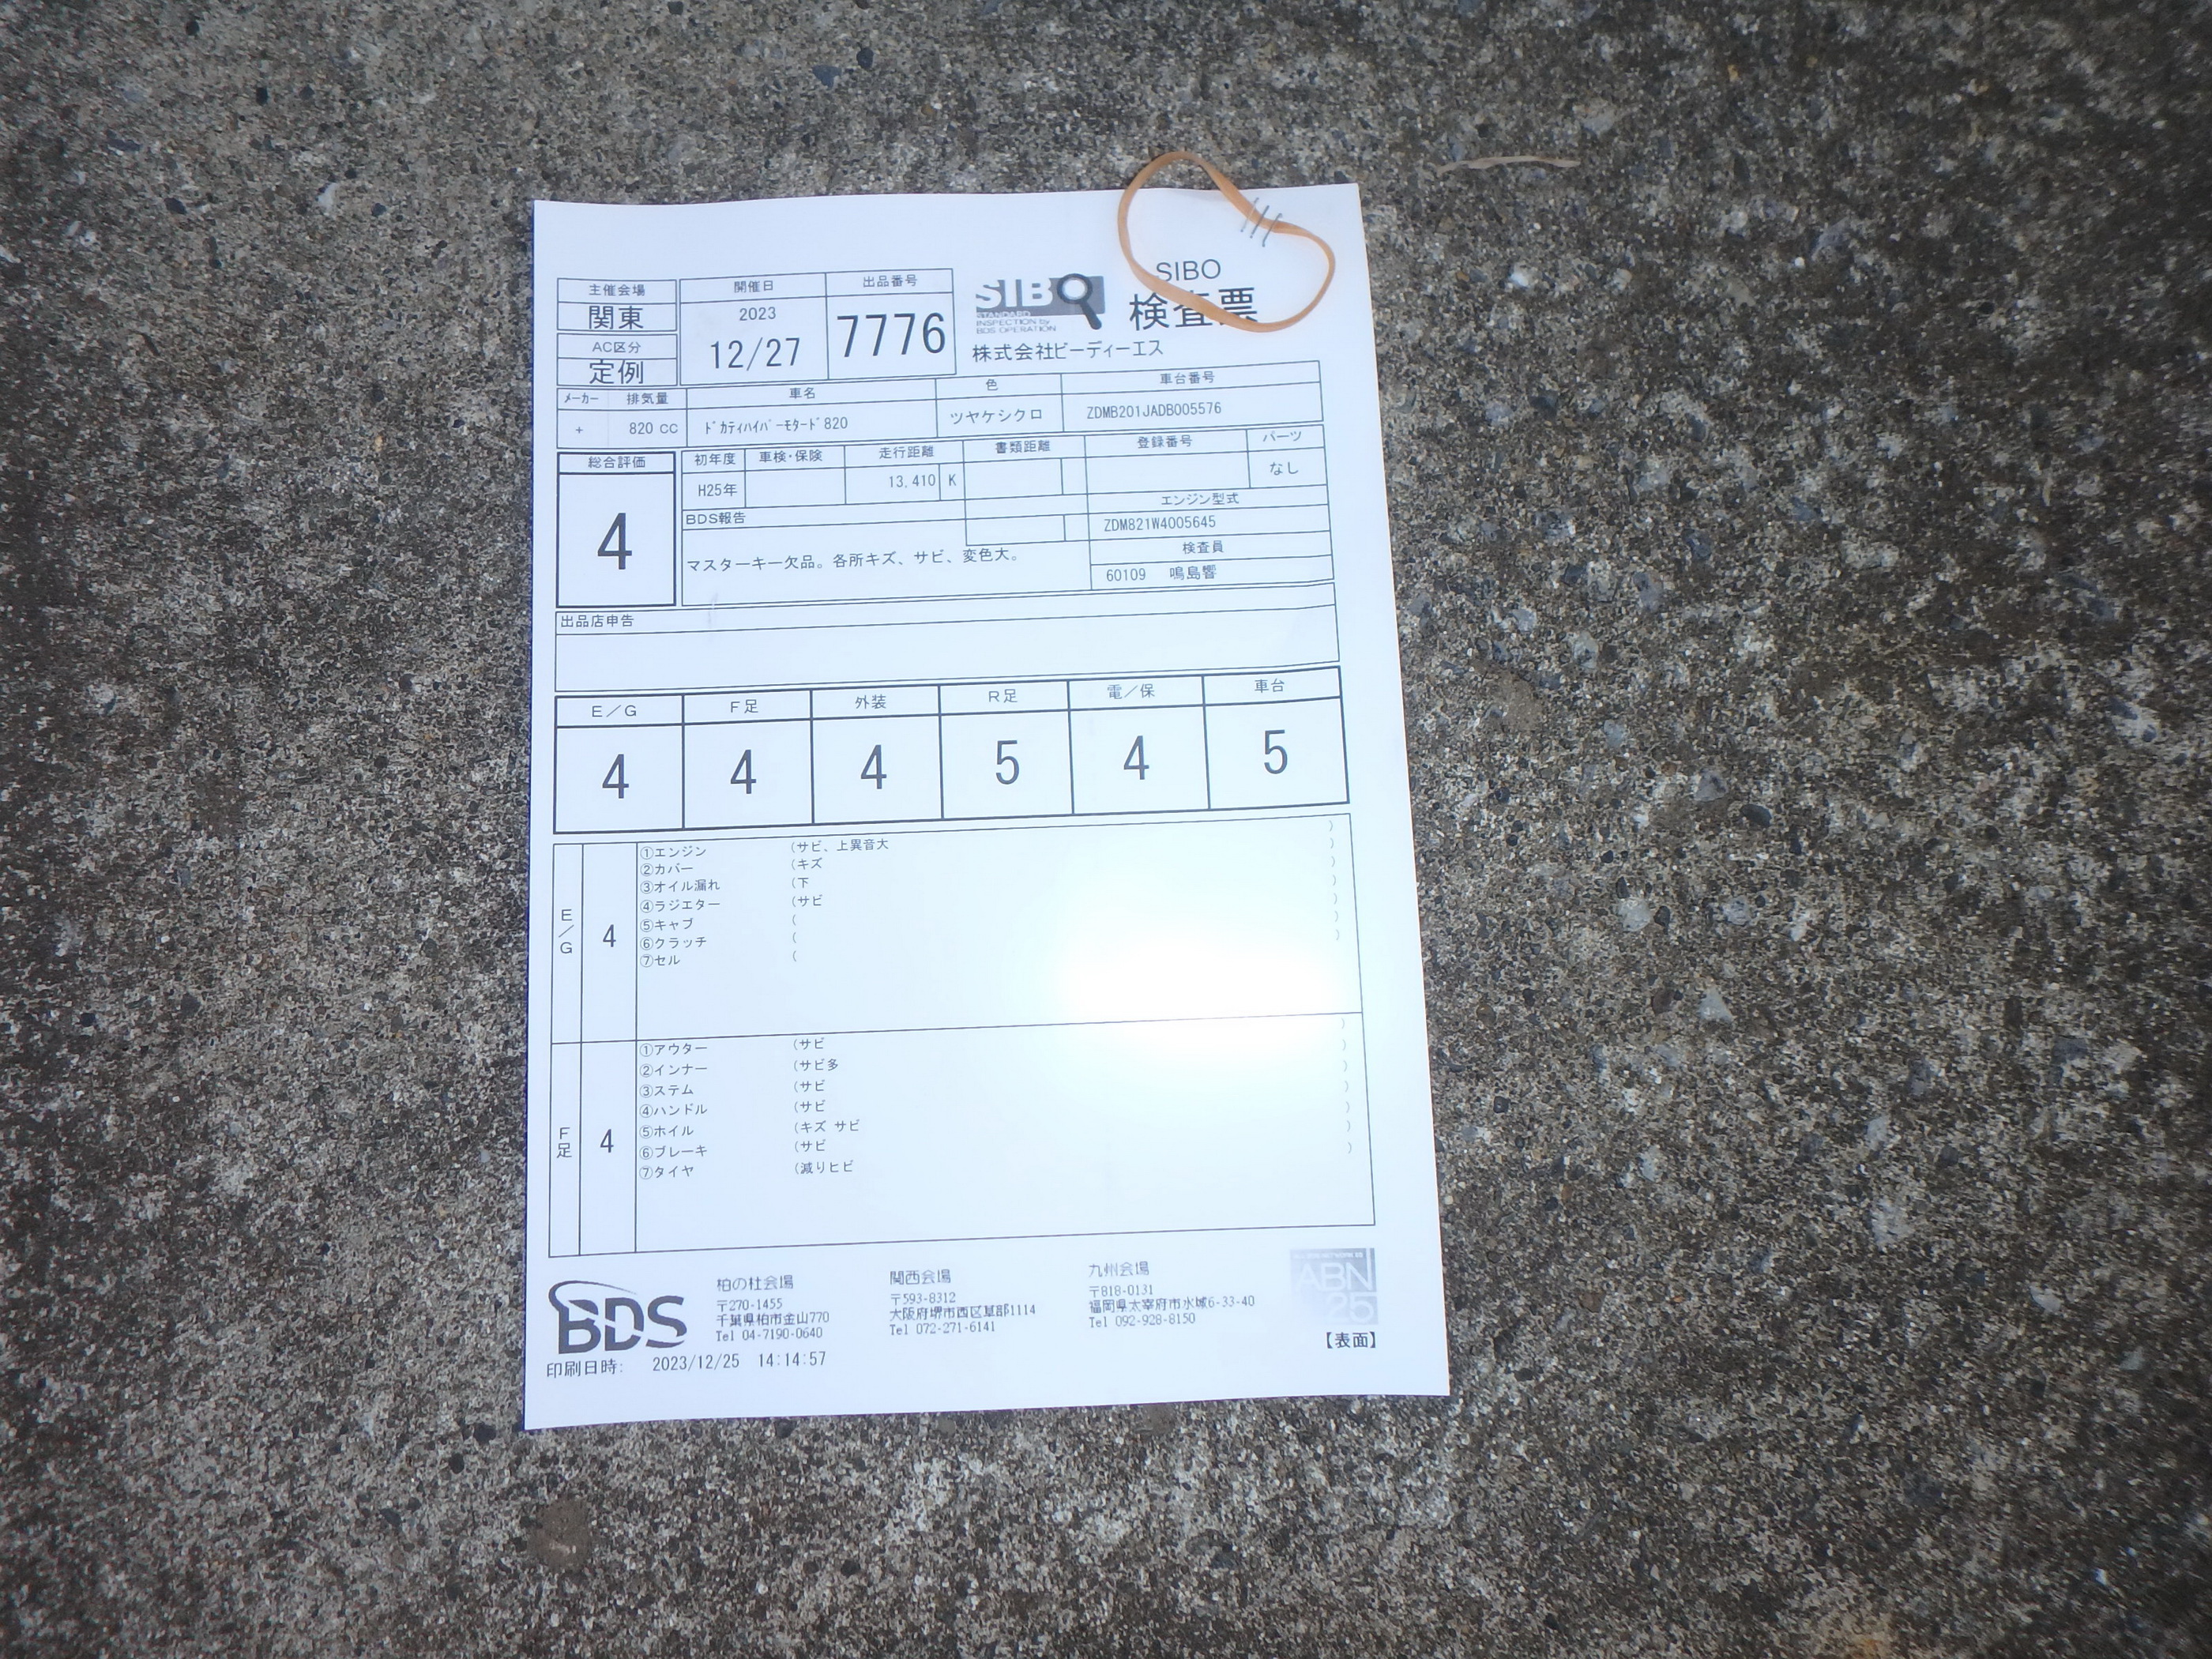 主催会場 開催日 出品番号
関東 2023 12/27 7776
AC区分
定例
SIBO
STANDARD
INSPECTION by
BDS OPERATION
SIBO
検査票
株式会社ビーディーエス
メーカー 排気量 車名 色 車台番号
+ 820 CC ドカティハイパーモタード820 ツヤケシクロ ZDMB201JADB005576
総合評価 初年度 車検・保険 走行距離 書類距離 登録番号 パーツ
4 H25年 13,410 K なし
BDS報告 エンジン型式
ZDM821W4005645
マスターキー欠品。各所キズ、サビ、変色大。
検査員
60109 鳴島響
出品店申告
E/G F足 外装 R足 電/保 車台
4 4 4 5 4 5
E/G 4
①エンジン (サビ、上異音大 )
②カバー (キズ )
③オイル漏れ (下 )
④ラジエター (サビ )
⑤キャブ ( )
⑥クラッチ ( )
⑦セル ( )
F足 4
①アウター (サビ )
②インナー (サビ多 )
③ステム (サビ )
④ハンドル (サビ )
⑤ホイル (キズ サビ )
⑥ブレーキ (サビ )
⑦タイヤ (減りヒビ )
BDS
柏の杜会場
〒270-1455
千葉県柏市金山770
Tel 04-7190-0640
関西会場
〒593-8312
大阪府堺市西区草部1114
Tel 072-271-6141
九州会場
〒818-0131
福岡県太宰府市水城6-33-40
Tel 092-928-8150
ABN
25
【表面】
印刷日時: 2023/12/25 14:14:57